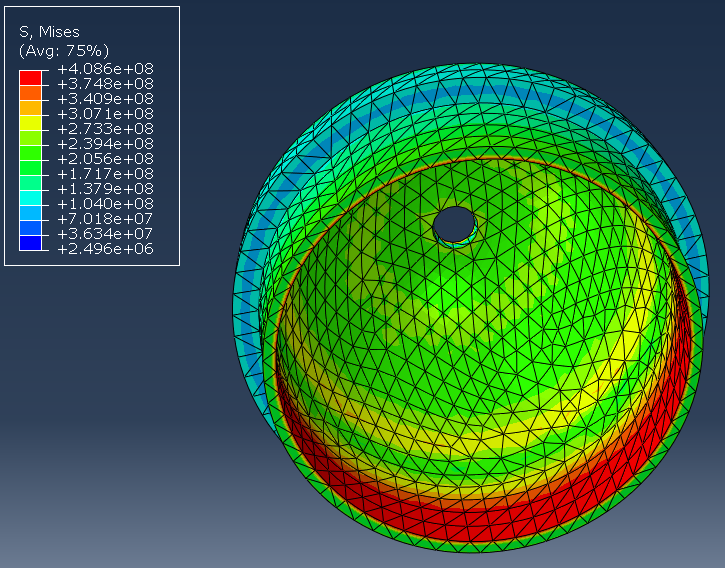 S, Mises
(Avg: 75%)
+4.086e+08
+3.748e+08
+3.409e+08
+3.071e+08
+2.733e+08
+2.394e+08
+2.056e+08
+1.717e+08
+1.379e+08
+1.040e+08
+7.018e+07
+3.634e+07
+2.496e+06